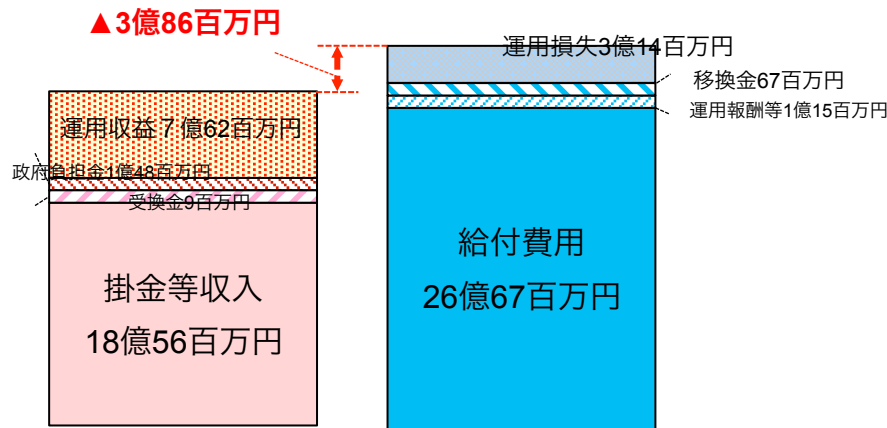 ▲3億86百万円
運用収益７億62百万円
政府負担金1億48百万円
受換金9百万円
掛金等収入
18億56百万円
運用損失3億14百万円
移換金67百万円
運用報酬等1億15百万円
給付費用
26億67百万円